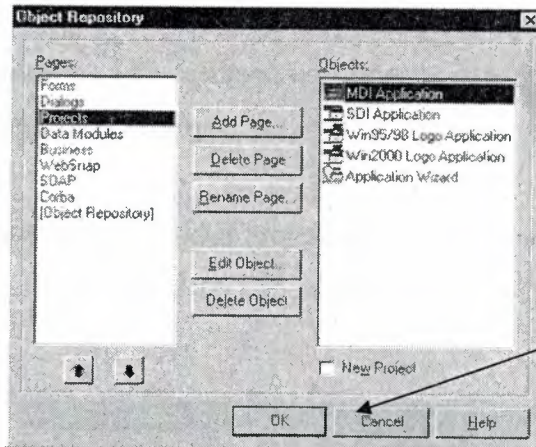 Object Repository
Pages:
Forms
Dialogs
Projects
Data Modules
Business
WebSnap
SOAP
Corba
[Object Repository]
Add Page...
Delete Page
Rename Page...
Edit Object...
Delete Object
Objects:
MDI Application
SDI Application
Win95/98 Logo Application
Win2000 Logo Application
Application Wizard
New Project
OK
Cancel
Help